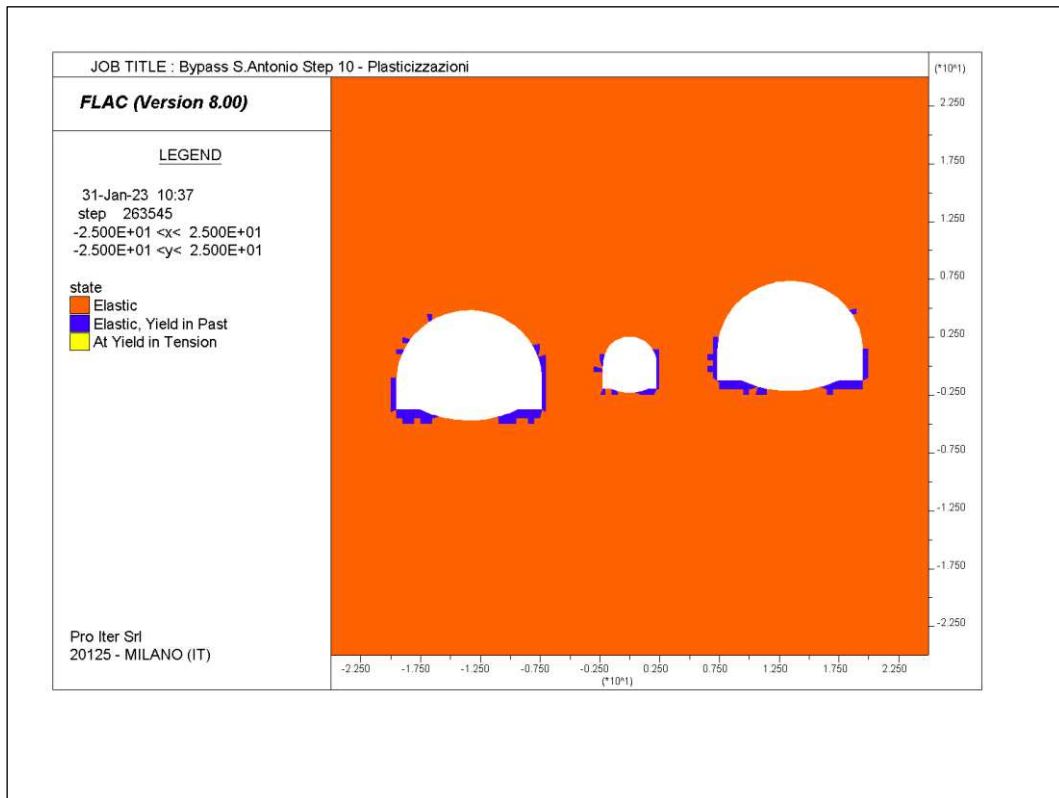 JOB TITLE : Bypass S.Antonio Step 10 - Plasticizzazioni
(*10^1)
FLAC (Version 8.00)
LEGEND
31-Jan-23 10:37
step 263545
-2.500E+01 <x< 2.500E+01
-2.500E+01 <y< 2.500E+01
state
Elastic
Elastic, Yield in Past
At Yield in Tension
2.250
1.750
1.250
0.750
0.250
-0.250
-0.750
-1.250
-1.750
-2.250
Pro Iter Srl
20125 - MILANO (IT)
-2.250 -1.750 -1.250 -0.750 -0.250 0.250 0.750 1.250 1.750 2.250
(*10^1)